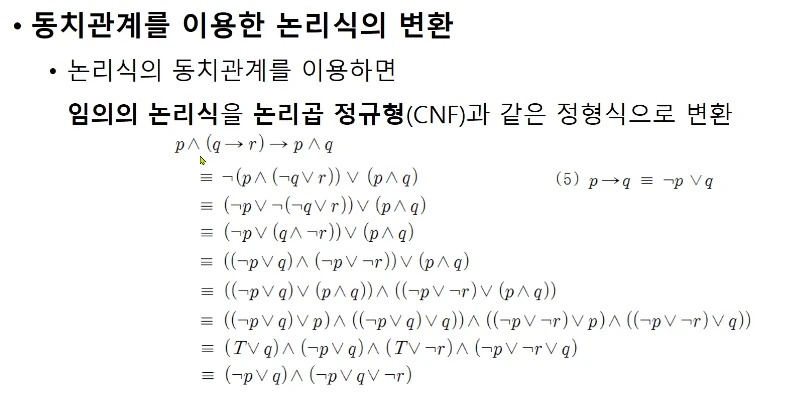 • 동치관계를 이용한 논리식의 변환
• 논리식의 동치관계를 이용하면
임의의 논리식을 논리곱 정규형(CNF)과 같은 정형식으로 변환
p∧(q→r)→p∧q
≡ ¬(p∧(¬q∨r))∨(p∧q) (5) p→q ≡ ¬p∨q
≡ (¬p∨¬(¬q∨r))∨(p∧q)
≡ (¬p∨(q∧¬r))∨(p∧q)
≡ ((¬p∨q)∧(¬p∨¬r))∨(p∧q)
≡ ((¬p∨q)∨(p∧q))∧((¬p∨¬r)∨(p∧q))
≡ ((¬p∨q)∨p)∧((¬p∨q)∨q))∧((¬p∨¬r)∨p)∧((¬p∨¬r)∨q))
≡ (T∨q)∧(¬p∨q)∧(T∨¬r)∧(¬p∨¬r∨q)
≡ (¬p∨q)∧(¬p∨q∨¬r)